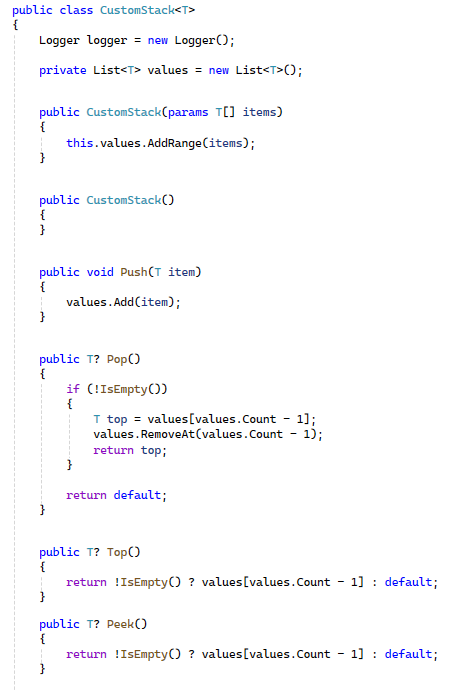 public class CustomStack<T>
{
Logger logger = new Logger();
private List<T> values = new List<T>();
public CustomStack(params T[] items)
{
this.values.AddRange(items);
}
public CustomStack()
{
}
public void Push(T item)
{
values.Add(item);
}
public T? Pop()
{
if (!IsEmpty())
{
T top = values[values.Count - 1];
values.RemoveAt(values.Count - 1);
return top;
}
return default;
}
public T? Top()
{
return !IsEmpty() ? values[values.Count - 1] : default;
}
public T? Peek()
{
return !IsEmpty() ? values[values.Count - 1] : default;
}